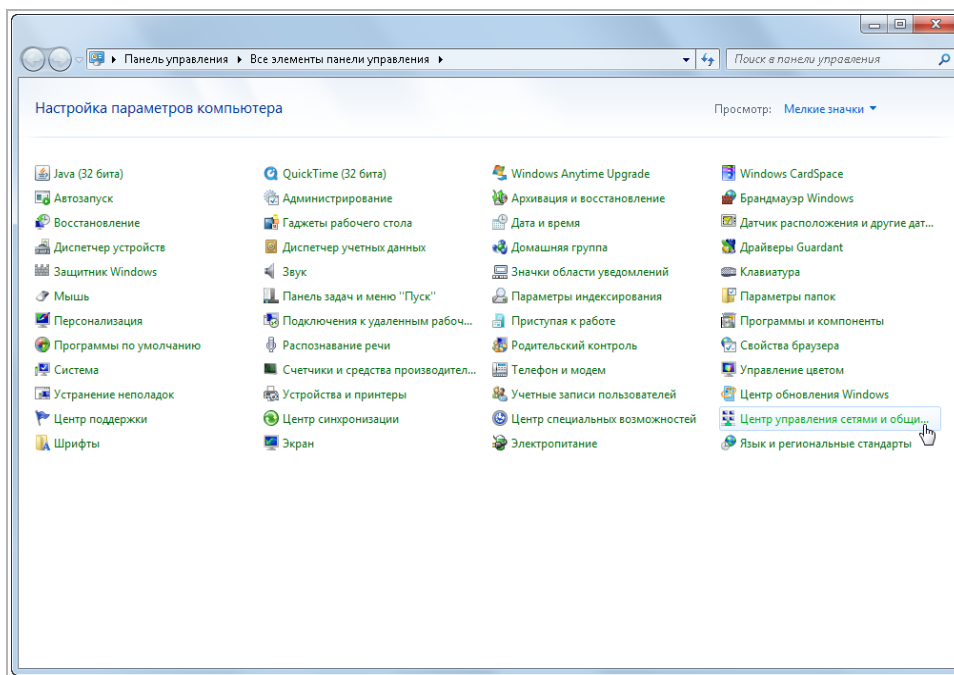 Панель управления ▸ Все элементы панели управления ▸ Поиск в панели управления
Настройка параметров компьютера Просмотр: Мелкие значки
Java (32 бита) QuickTime (32 бита) Windows Anytime Upgrade Windows CardSpace
Автозапуск Администрирование Архивация и восстановление Брандмауэр Windows
Восстановление Гаджеты рабочего стола Дата и время Датчик расположения и другие дат...
Диспетчер устройств Диспетчер учетных данных Домашняя группа Драйверы Guardant
Защитник Windows Звук Значки области уведомлений Клавиатура
Мышь Панель задач и меню "Пуск" Параметры индексирования Параметры папок
Персонализация Подключения к удаленным рабоч... Приступая к работе Программы и компоненты
Программы по умолчанию Распознавание речи Родительский контроль Свойства браузера
Система Счетчики и средства производител... Телефон и модем Управление цветом
Устранение неполадок Устройства и принтеры Учетные записи пользователей Центр обновления Windows
Центр поддержки Центр синхронизации Центр специальных возможностей Центр управления сетями и общи...
Шрифты Экран Электропитание Язык и региональные стандарты